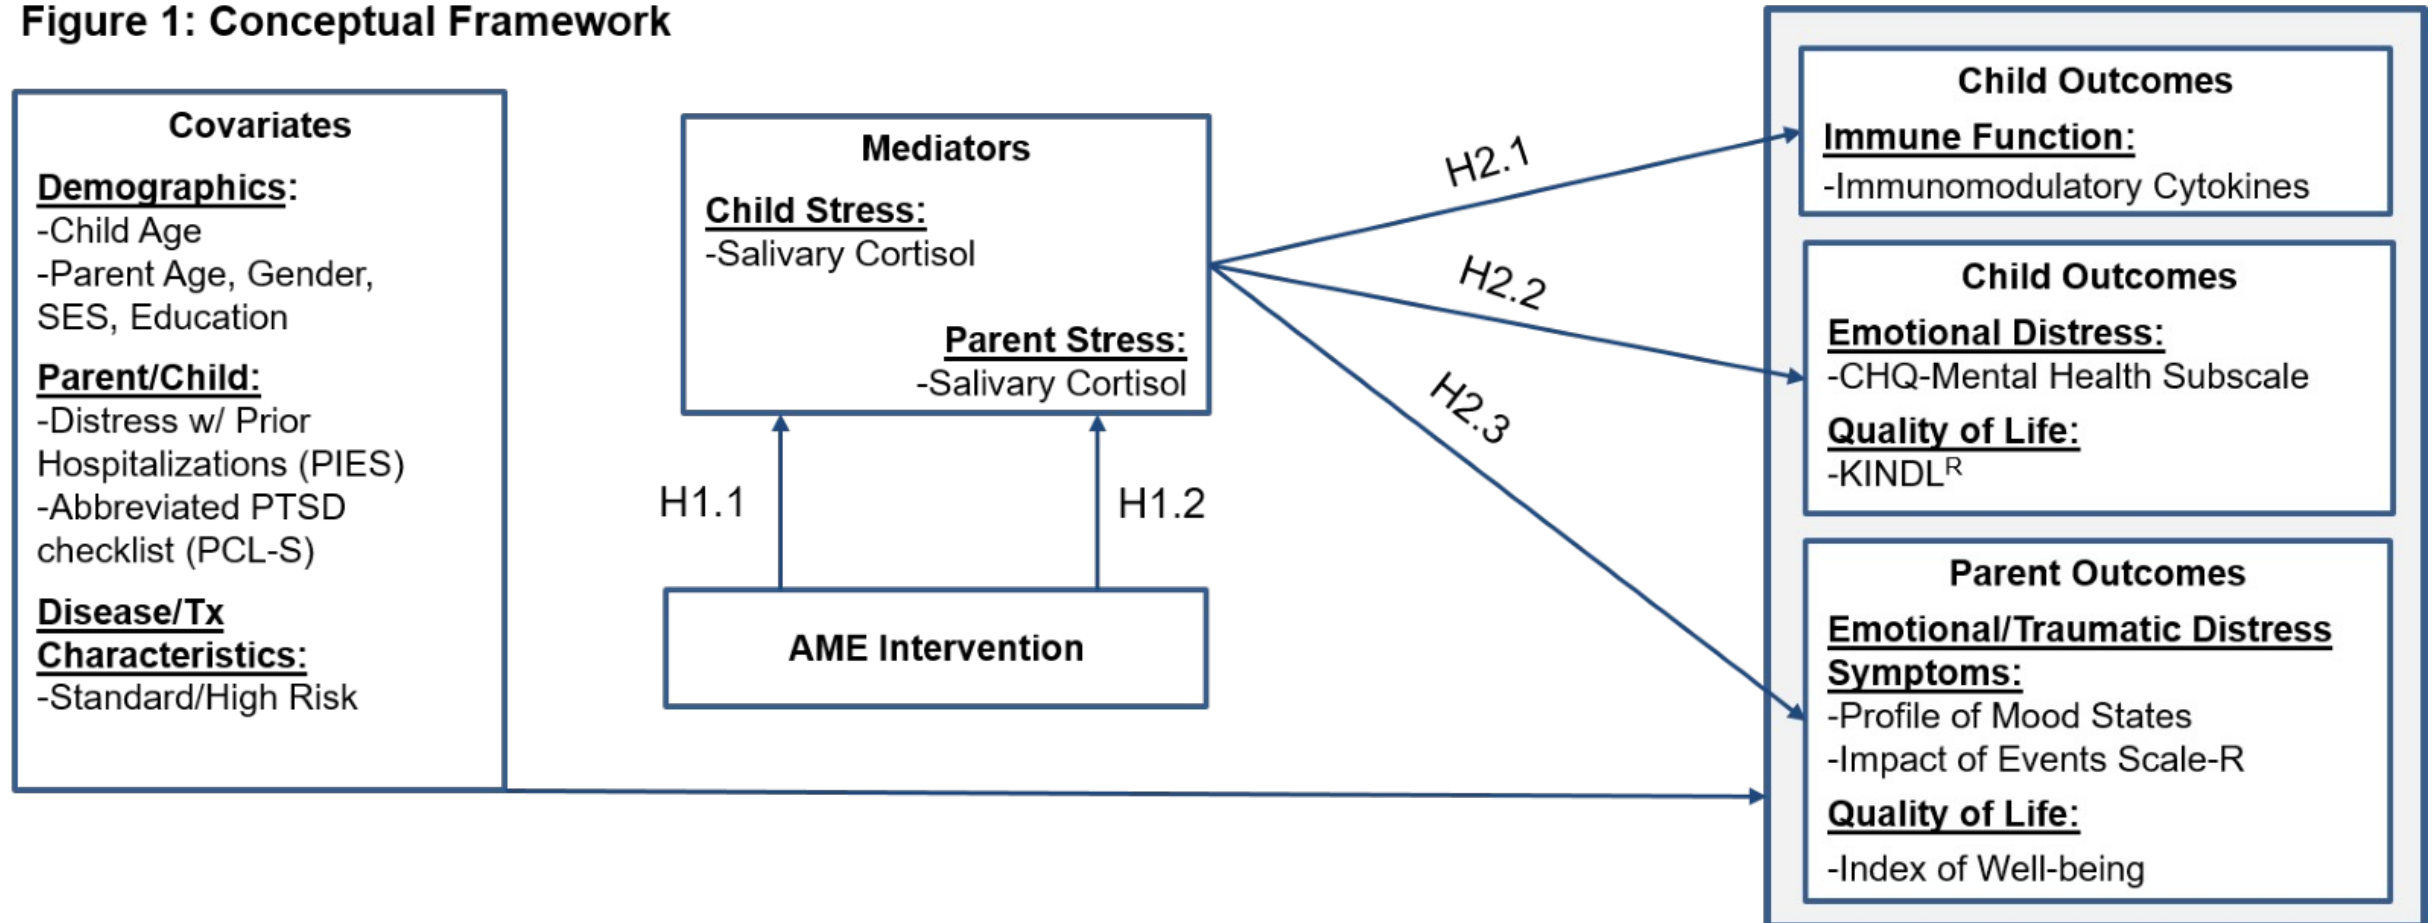 Figure 1: Conceptual Framework
Covariates
Demographics:
-Child Age
-Parent Age, Gender,
SES, Education
Parent/Child:
-Distress w/ Prior
Hospitalizations (PIES)
-Abbreviated PTSD
checklist (PCL-S)
Disease/Tx
Characteristics:
-Standard/High Risk
Mediators
Child Stress:
-Salivary Cortisol
Parent Stress:
-Salivary Cortisol
H1.1
H1.2
AME Intervention
H2.1
H2.2
H2.3
Child Outcomes
Immune Function:
-Immunomodulatory Cytokines
Child Outcomes
Emotional Distress:
-CHQ-Mental Health Subscale
Quality of Life:
-KINDLᴿ
Parent Outcomes
Emotional/Traumatic Distress
Symptoms:
-Profile of Mood States
-Impact of Events Scale-R
Quality of Life:
-Index of Well-being